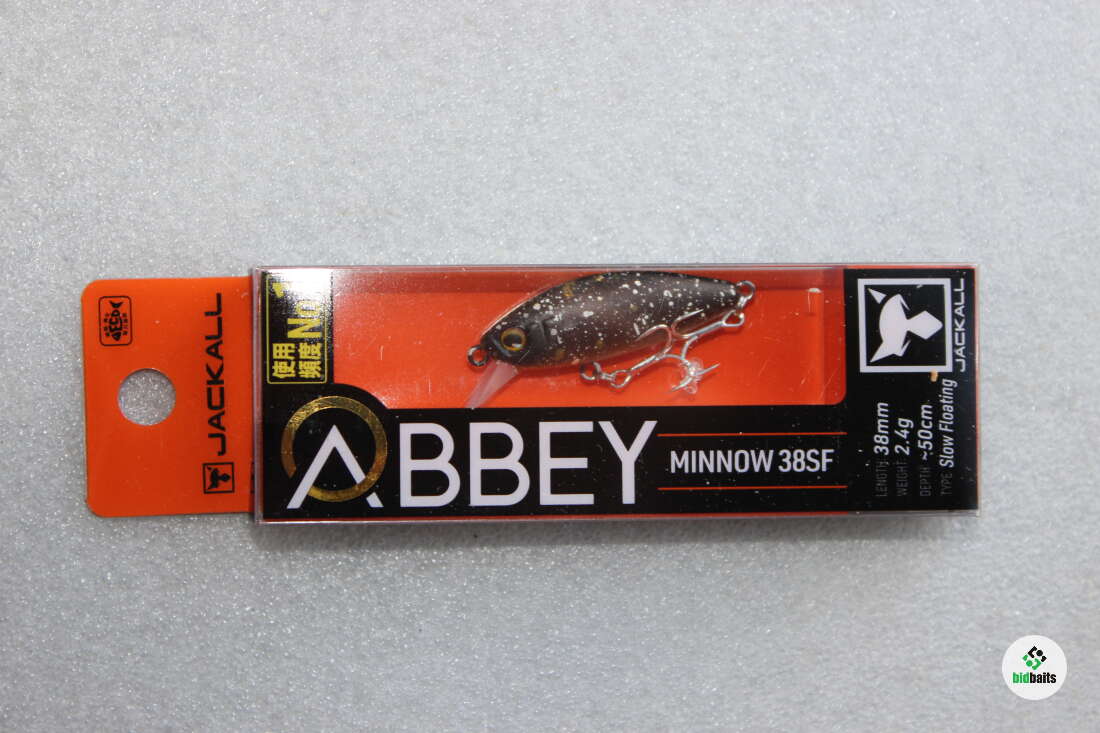 ECO
JACKALL
使用
頻度
No
ABBEY
MINNOW 38SF
JACKALL
LENGTH 38mm
WEIGHT 2.4g
DEPTH ~50cm
TYPE Slow Floating
bidbaits